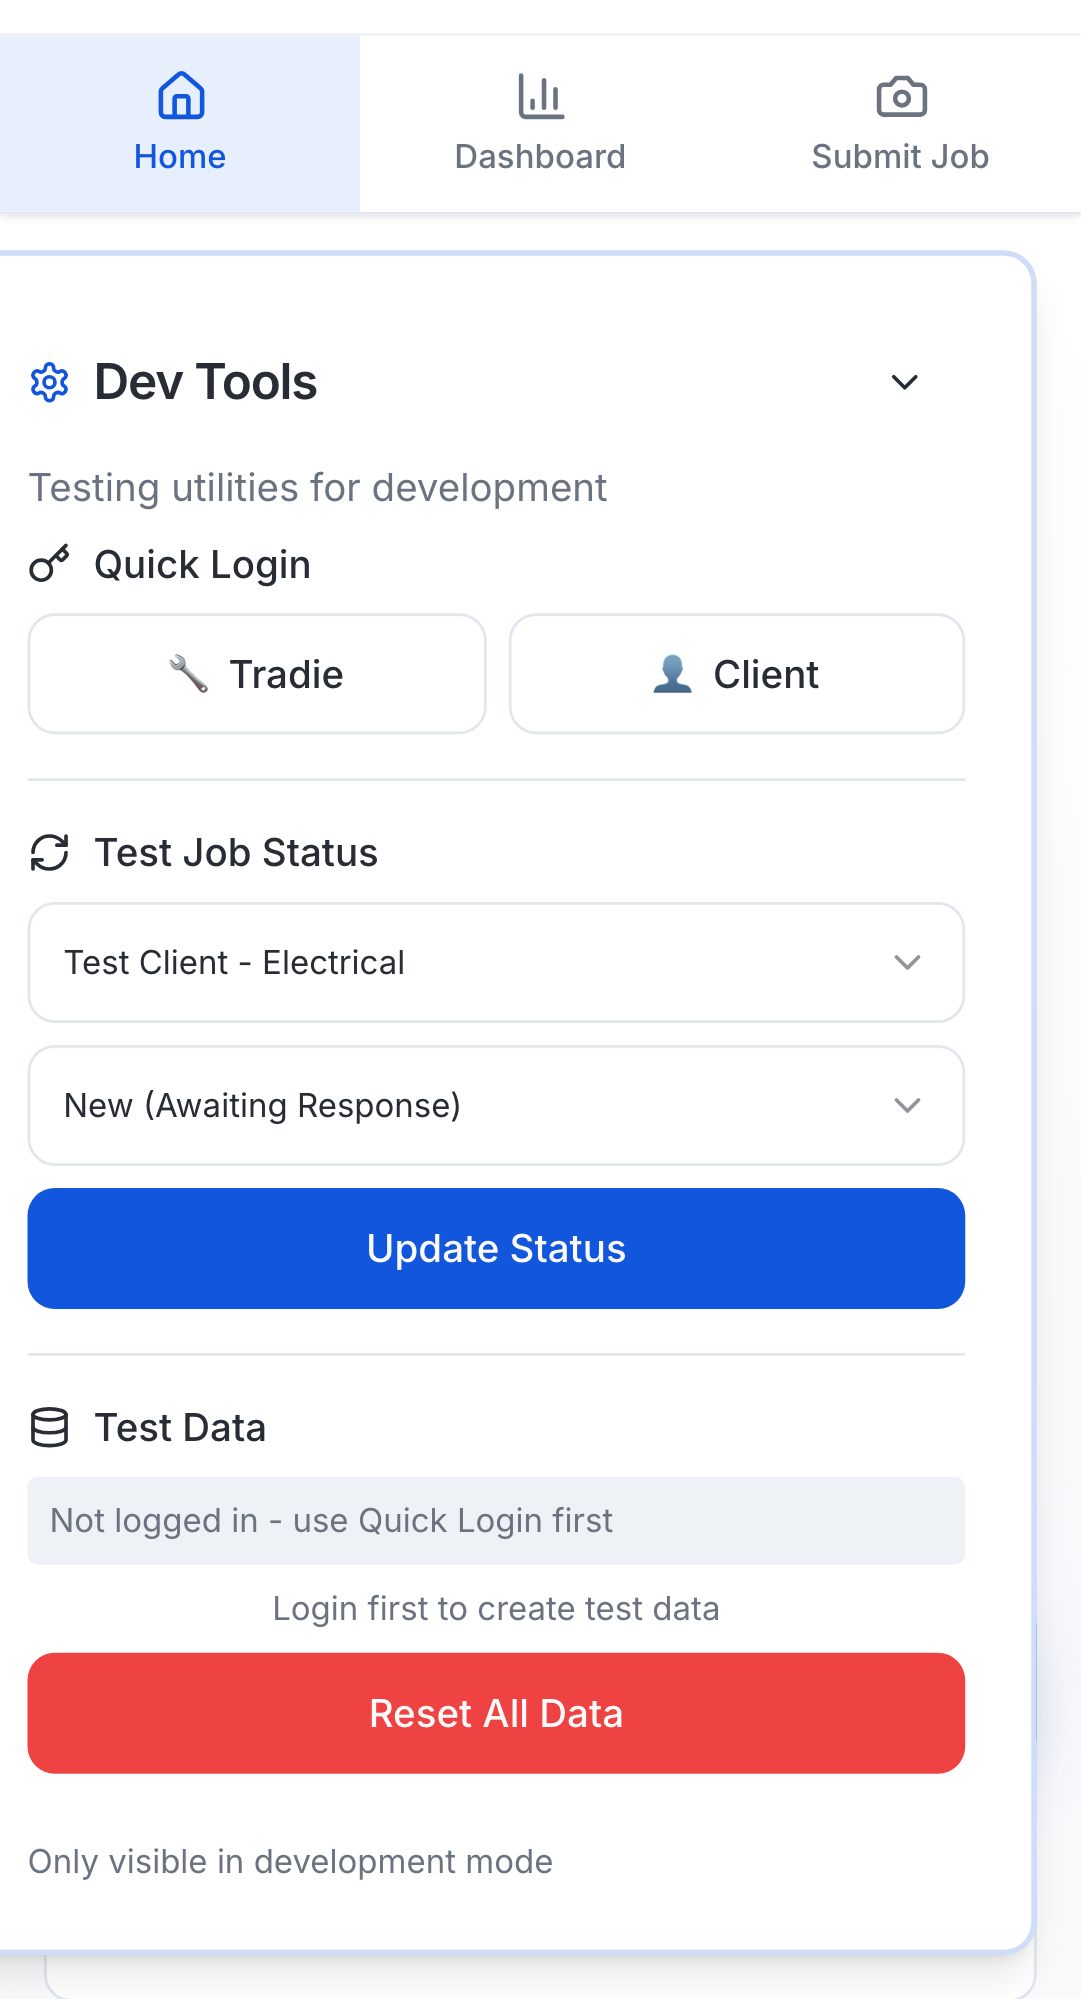 Home
Dashboard
Submit Job
Dev Tools
Testing utilities for development
Quick Login
Tradie
Client
Test Job Status
Test Client - Electrical
New (Awaiting Response)
Update Status
Test Data
Not logged in - use Quick Login first
Login first to create test data
Reset All Data
Only visible in development mode